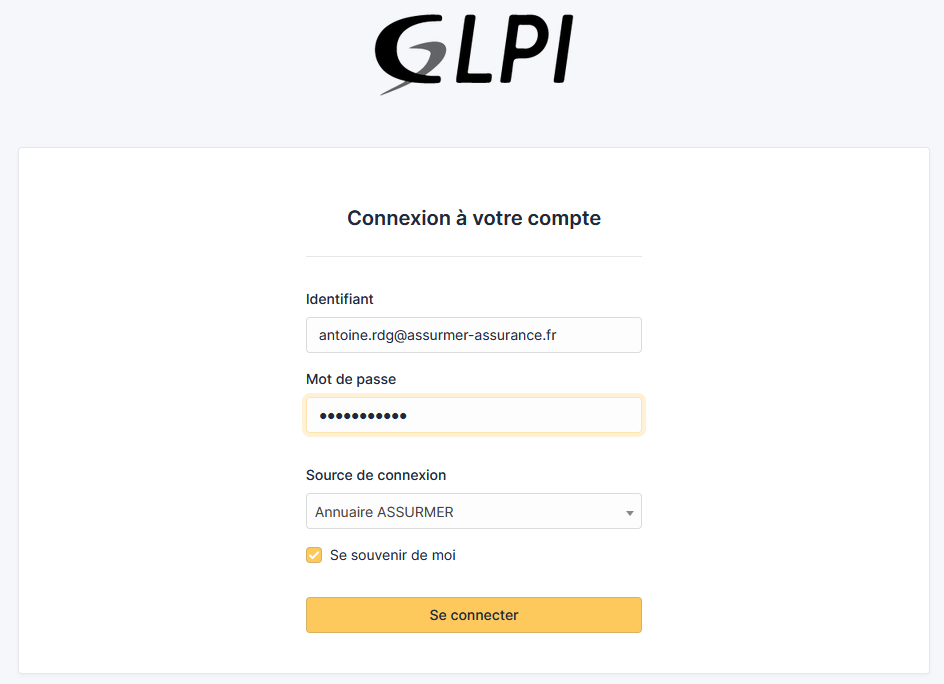 GLPI
Connexion à votre compte
Identifiant
antoine.rdg@assurmer-assurance.fr
Mot de passe
•••••••••••
Source de connexion
Annuaire ASSURMER
Se souvenir de moi
Se connecter